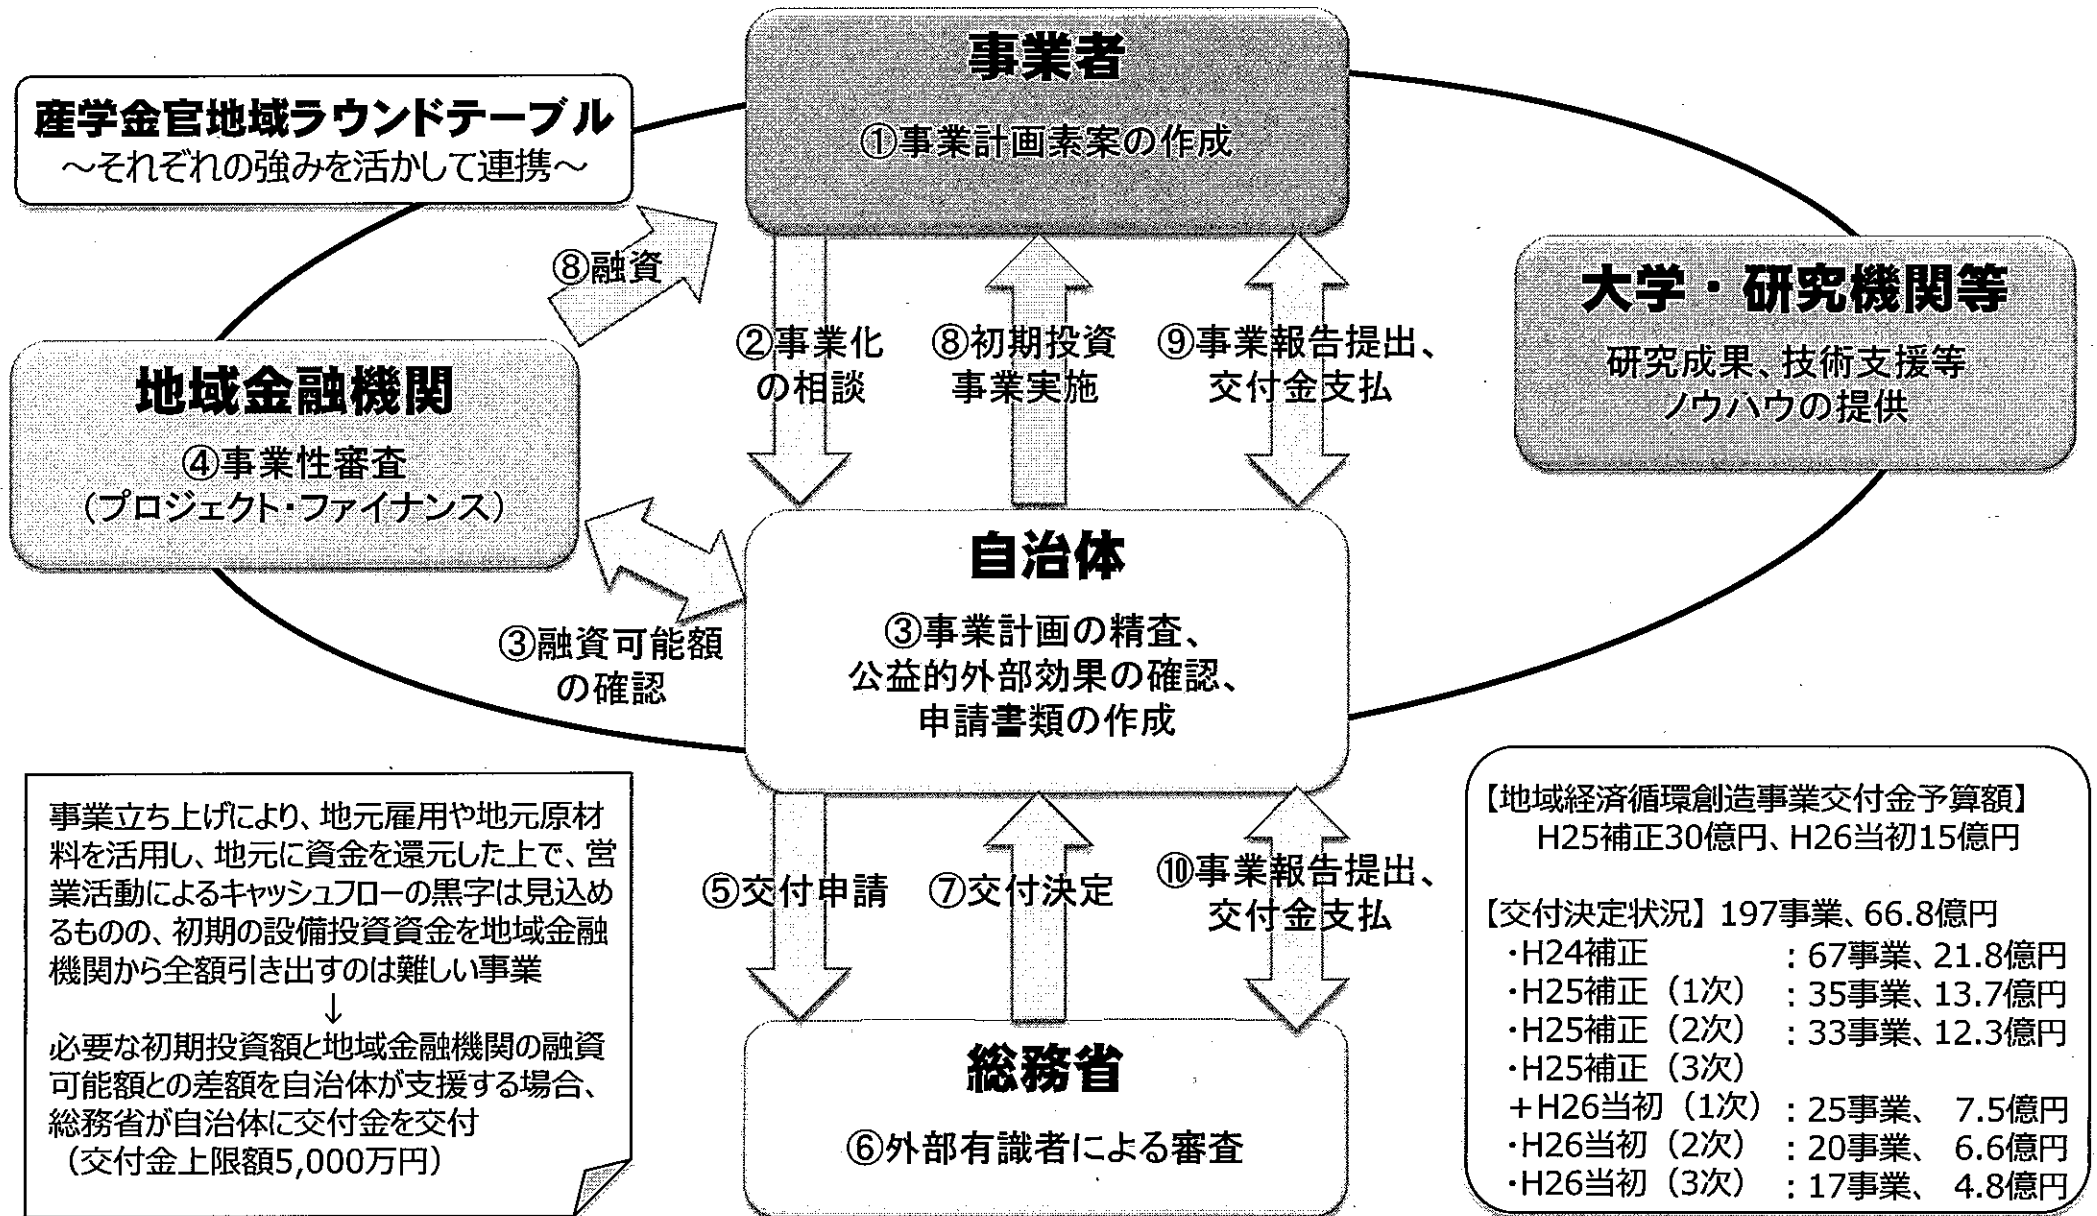 事業者
①事業計画素案の作成
産学金官地域ラウンドテーブル
～それぞれの強みを活かして連携～
⑧融資
②事業化
の相談
⑧初期投資
事業実施
⑨事業報告提出、
交付金支払
大学・研究機関等
研究成果、技術支援等
ノウハウの提供
地域金融機関
④事業性審査
(プロジェクト・ファイナンス)
③融資可能額
の確認
自治体
③事業計画の精査、
公益的外部効果の確認、
申請書類の作成
⑤交付申請
⑦交付決定
⑩事業報告提出、
交付金支払
総務省
⑥外部有識者による審査
事業立ち上げにより、地元雇用や地元原材
料を活用し、地元に資金を還元した上で、営
業活動によるキャッシュフローの黒字は見込め
るものの、初期の設備投資資金を地域金融
機関から全額引き出すのは難しい事業
↓
必要な初期投資額と地域金融機関の融資
可能額との差額を自治体が支援する場合、
総務省が自治体に交付金を交付
（交付金上限額5,000万円）
【地域経済循環創造事業交付金予算額】
H25補正30億円、H26当初15億円
【交付決定状況】197事業、66.8億円
・H24補正　：67事業、21.8億円
・H25補正（1次）：35事業、13.7億円
・H25補正（2次）：33事業、12.3億円
・H25補正（3次）
＋H26当初（1次）：25事業、 7.5億円
・H26当初（2次）：20事業、 6.6億円
・H26当初（3次）：17事業、 4.8億円